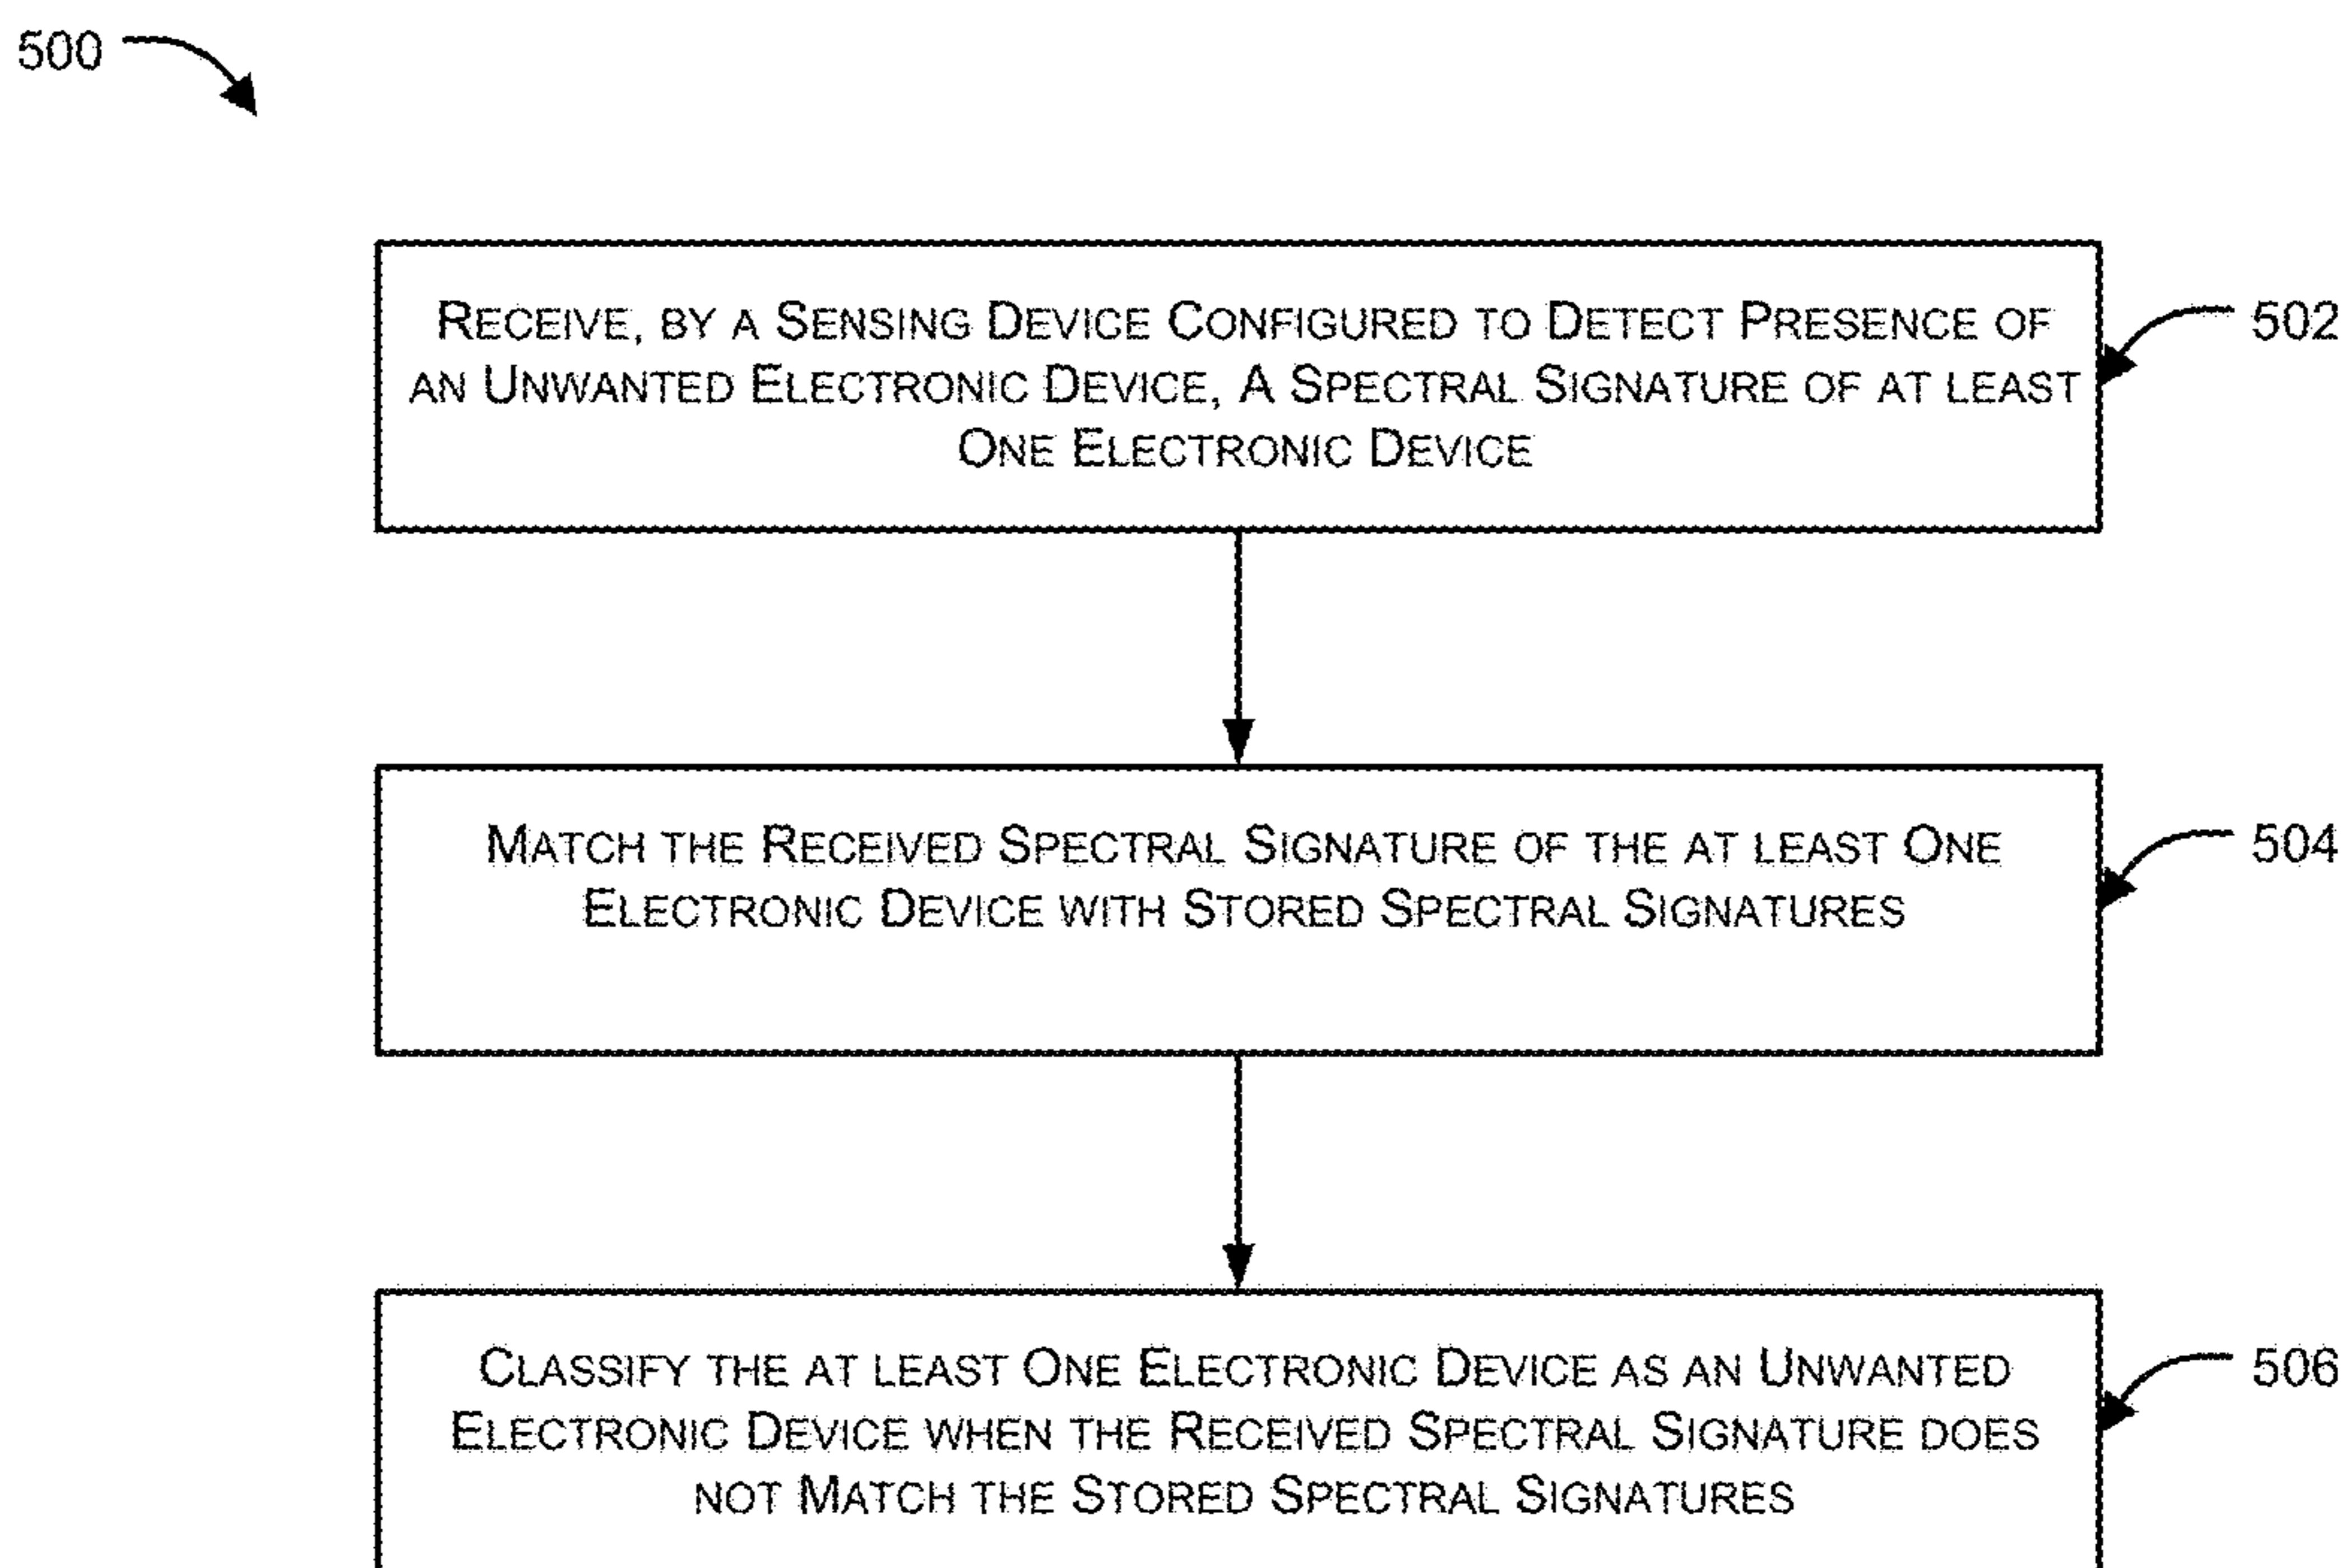 500
Receive, by a Sensing Device Configured to Detect Presence of
an Unwanted Electronic Device, A Spectral Signature of at least
One Electronic Device
502
Match the Received Spectral Signature of the at least One
Electronic Device with Stored Spectral Signatures
504
Classify the at least One Electronic Device as an Unwanted
Electronic Device when the Received Spectral Signature does
not Match the Stored Spectral Signatures
506